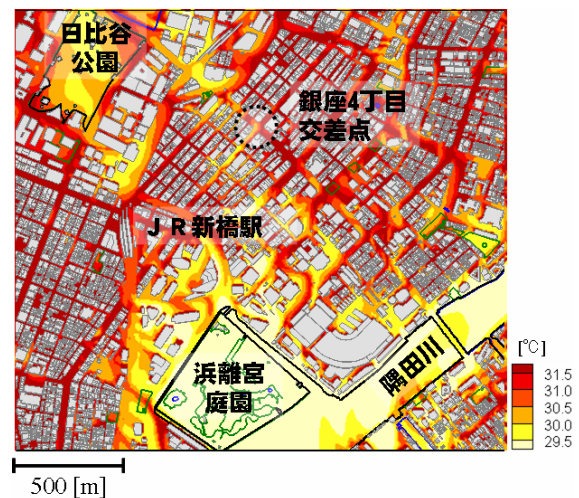 日比谷
公園
銀座4丁目
交差点
ＪＲ新橋駅
浜離宮
庭園
隅田川
[℃]
31.5
31.0
30.5
30.0
29.5
500 [m]